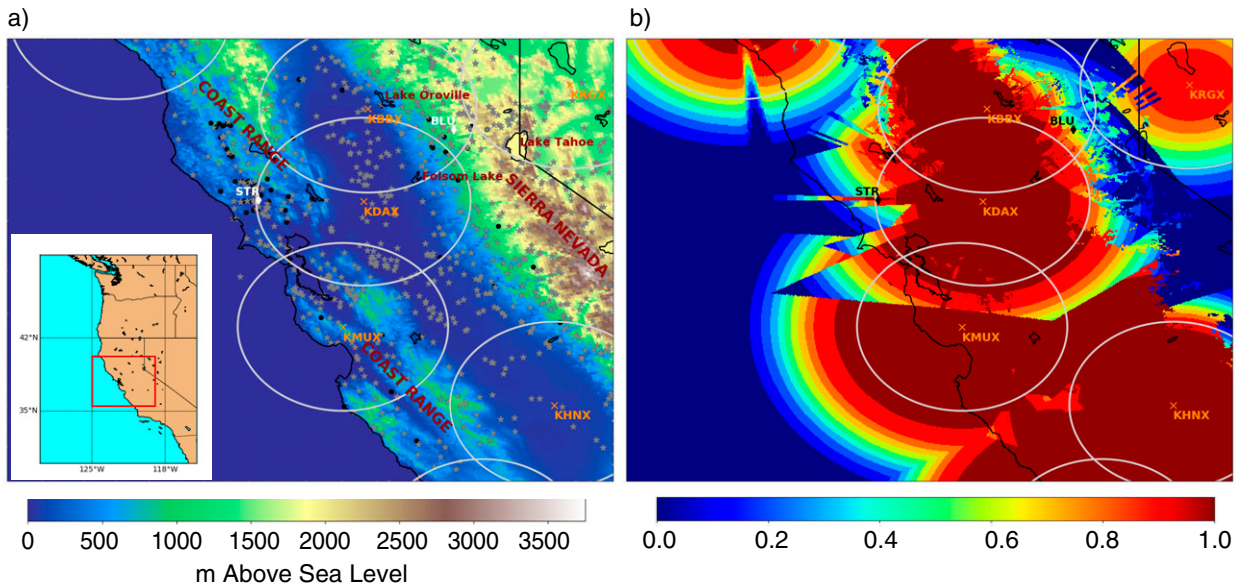 a)
b)
COAST RANGE
Lake Oroville
KBBX
KRGX
BLU
Lake Tahoe
Folsom Lake
STR
KDAX
SIERRA NEVADA
KMUX
COAST RANGE
KHNX
42°N
35°N
125°W 118°W
KRGX
KBBX
BLU
STR
KDAX
KMUX
KHNX
0 500 1000 1500 2000 2500 3000 3500
m Above Sea Level
0.0 0.2 0.4 0.6 0.8 1.0